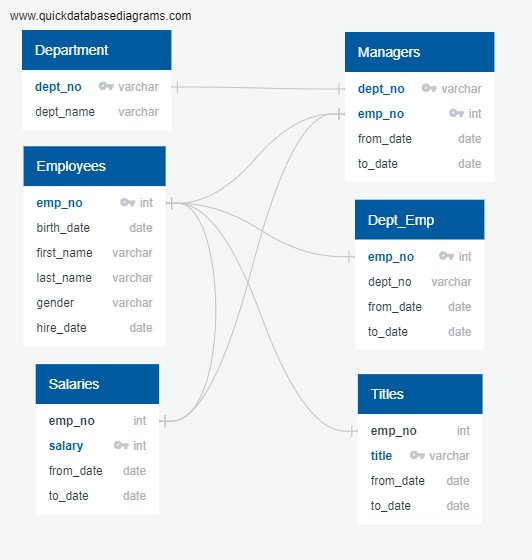 www.quickdatabasediagrams.com
Department
dept_no varchar
dept_name varchar
Employees
emp_no int
birth_date date
first_name varchar
last_name varchar
gender varchar
hire_date date
Salaries
emp_no int
salary int
from_date date
to_date date
Managers
dept_no varchar
emp_no int
from_date date
to_date date
Dept_Emp
emp_no int
dept_no varchar
from_date date
to_date date
Titles
emp_no int
title varchar
from_date date
to_date date